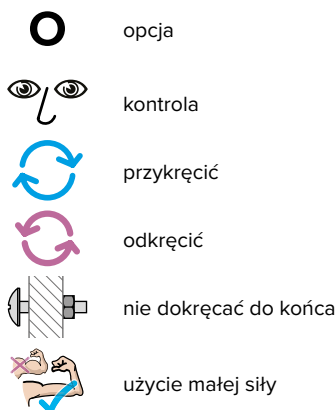 opcja
kontrola
przykręcić
odkręcić
nie dokręcać do końca
użycie małej siły